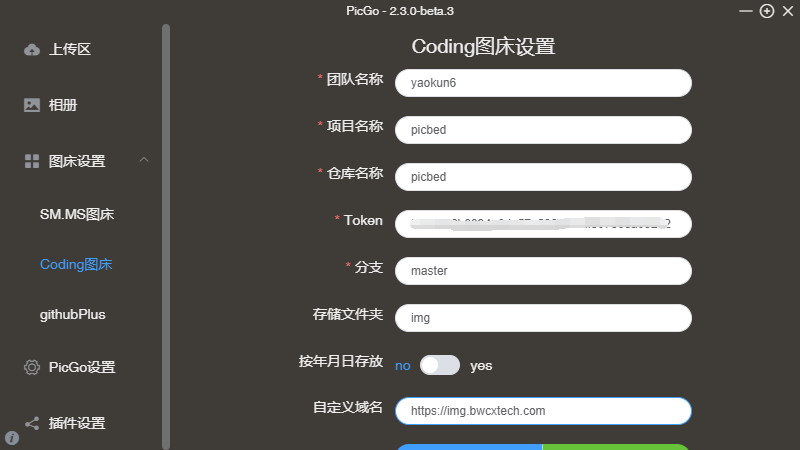 PicGo - 2.3.0-beta.3
上传区
相册
图床设置
SM.MS图床
Coding图床
githubPlus
PicGo设置
插件设置
Coding图床设置
* 团队名称 yaokun6
* 项目名称 picbed
* 仓库名称 picbed
* Token
* 分支 master
存储文件夹 img
按年月日存放 no yes
自定义域名 https://img.bwcxtech.com